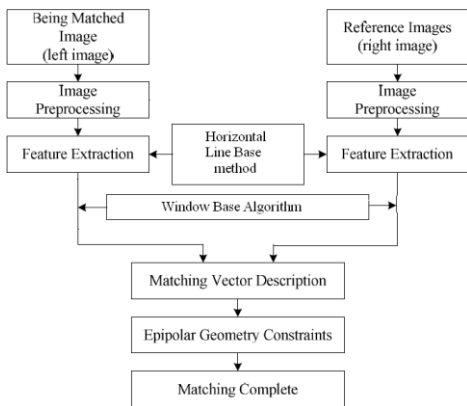 Being Matched
Image
(left image)
Reference Images
(right image)
Image
Preprocessing
Image
Preprocessing
Feature Extraction
Horizontal
Line Base
method
Feature Extraction
Window Base Algorithm
Matching Vector Description
Epipolar Geometry Constraints
Matching Complete